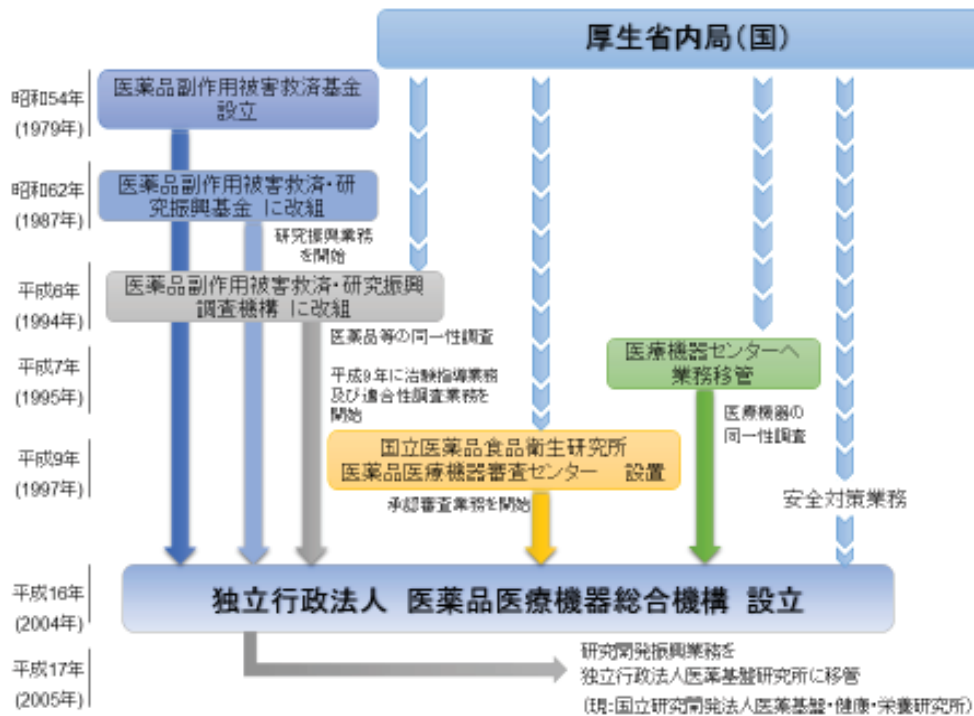 厚生省内局(国)
昭和54年
(1979年)
医薬品副作用被害救済基金
設立
昭和62年
(1987年)
医薬品副作用被害救済・研
究振興基金 に改組
研究振興業務
を開始
平成6年
(1994年)
医薬品副作用被害救済・研究振興
調査機構 に改組
医薬品等の同一性調査
平成9年に治験指導業務
及び適合性調査業務を
開始
平成7年
(1995年)
医療機器センターへ
業務移管
医療機器の
同一性調査
平成9年
(1997年)
国立医薬品食品衛生研究所
医薬品医療機器審査センター 設置
承認審査業務を開始
安全対策業務
平成16年
(2004年)
独立行政法人 医薬品医療機器総合機構 設立
平成17年
(2005年)
研究開発振興業務を
独立行政法人医薬基盤研究所に移管
(現:国立研究開発法人医薬基盤・健康・栄養研究所)